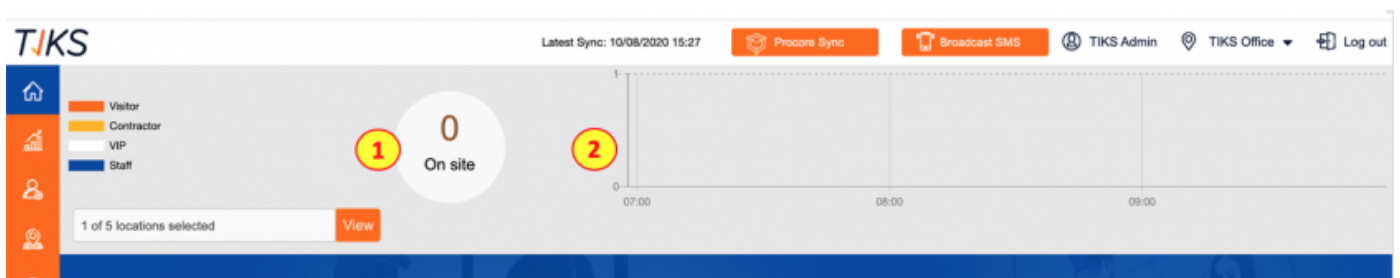 TIKS
Latest Sync: 10/08/2020 15:27
Procore Sync
Broadcast SMS
TIKS Admin
TIKS Office
Log out
Visitor
Contractor
VIP
Staff
1
0
On site
2
1
0
07:00
08:00
09:00
1 of 5 locations selected
View